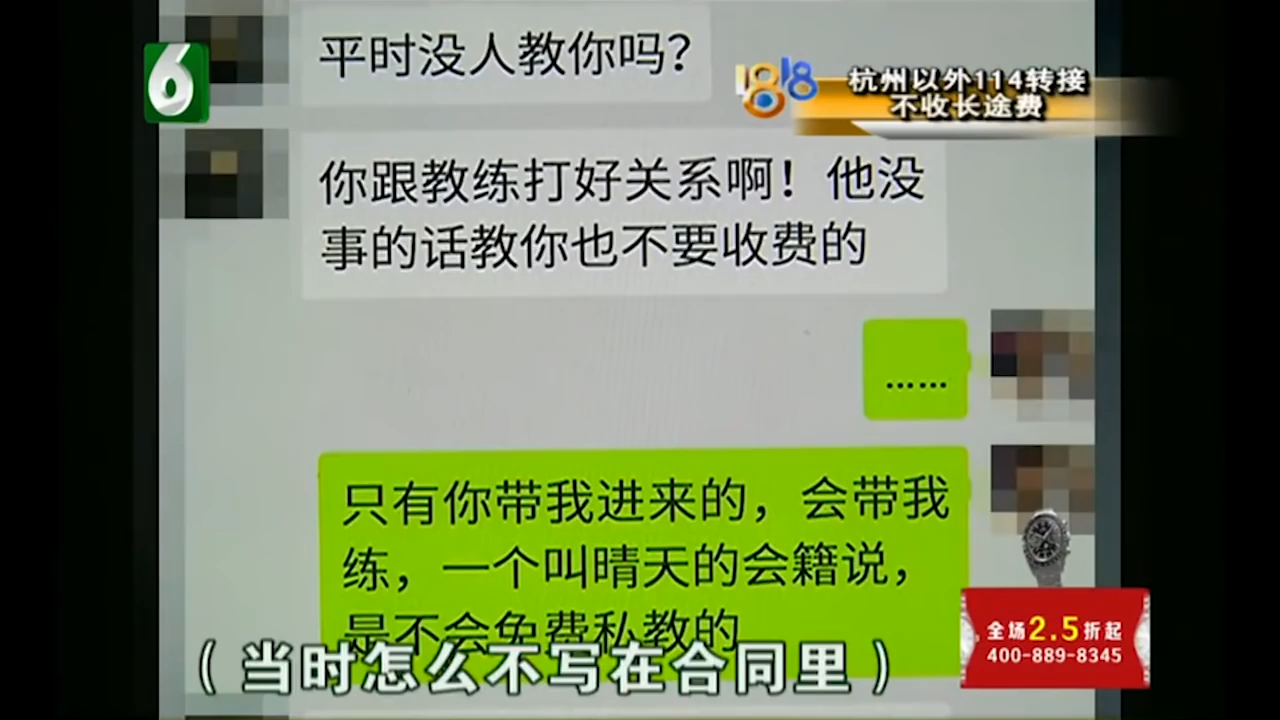 平时没人教你吗？
6
1818
杭州以外114转接
不收长途费
你跟教练打好关系啊！他没
事的话教你也不要收费的
……
只有你带我进来的，会带我
练，一个叫晴天的会籍说，
是不会免费私教的
（当时怎么不写在合同里）
全场2.5折起
400-889-8345